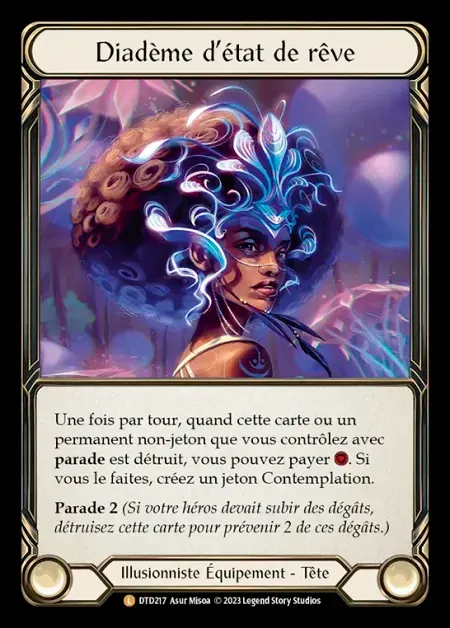 Diadème d'état de rêve
Une fois par tour, quand cette carte ou un
permanent non-jeton que vous contrôlez avec
parade est détruit, vous pouvez payer . Si
vous le faites, créez un jeton Contemplation.
Parade 2 (Si votre héros devait subir des dégâts,
détruisez cette carte pour prévenir 2 de ces dégâts.)
Illusionniste Équipement - Tête
L DTD217 Asur Misoa © 2023 Legend Story Studios